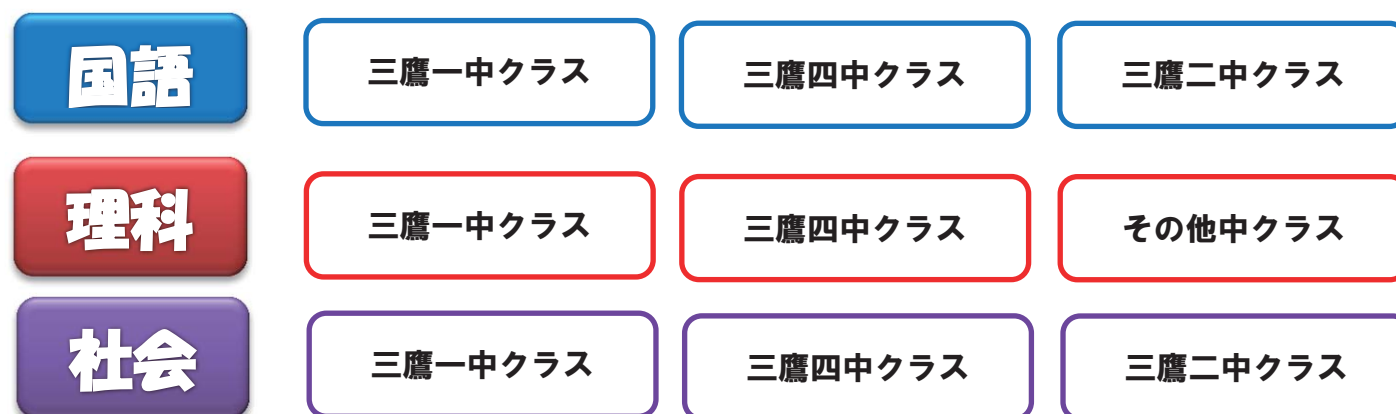 国語 三鷹一中クラス 三鷹四中クラス 三鷹二中クラス
理科 三鷹一中クラス 三鷹四中クラス その他中クラス
社会 三鷹一中クラス 三鷹四中クラス 三鷹二中クラス